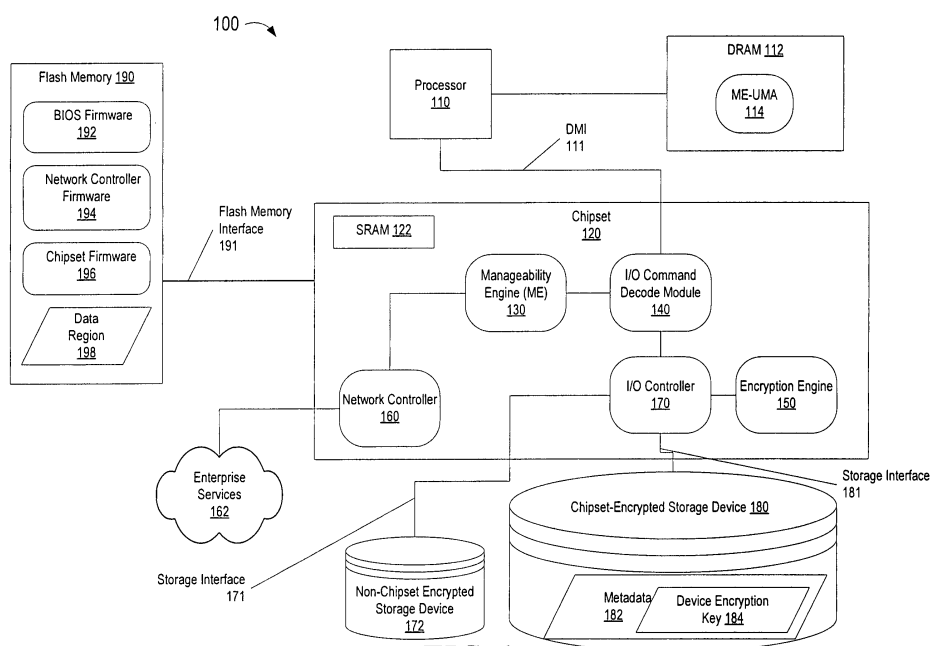 100
Flash Memory 190
BIOS Firmware
192
Network Controller
Firmware
194
Chipset Firmware
196
Data
Region
198
Flash Memory
Interface
191
Processor
110
DRAM 112
ME-UMA
114
DMI
111
Chipset
120
SRAM 122
Manageability
Engine (ME)
130
I/O Command
Decode Module
140
Network Controller
160
I/O Controller
170
Encryption Engine
150
Enterprise
Services
162
Storage Interface
171
Storage Interface
181
Non-Chipset Encrypted
Storage Device
172
Chipset-Encrypted Storage Device 180
Metadata
182
Device Encryption
Key 184